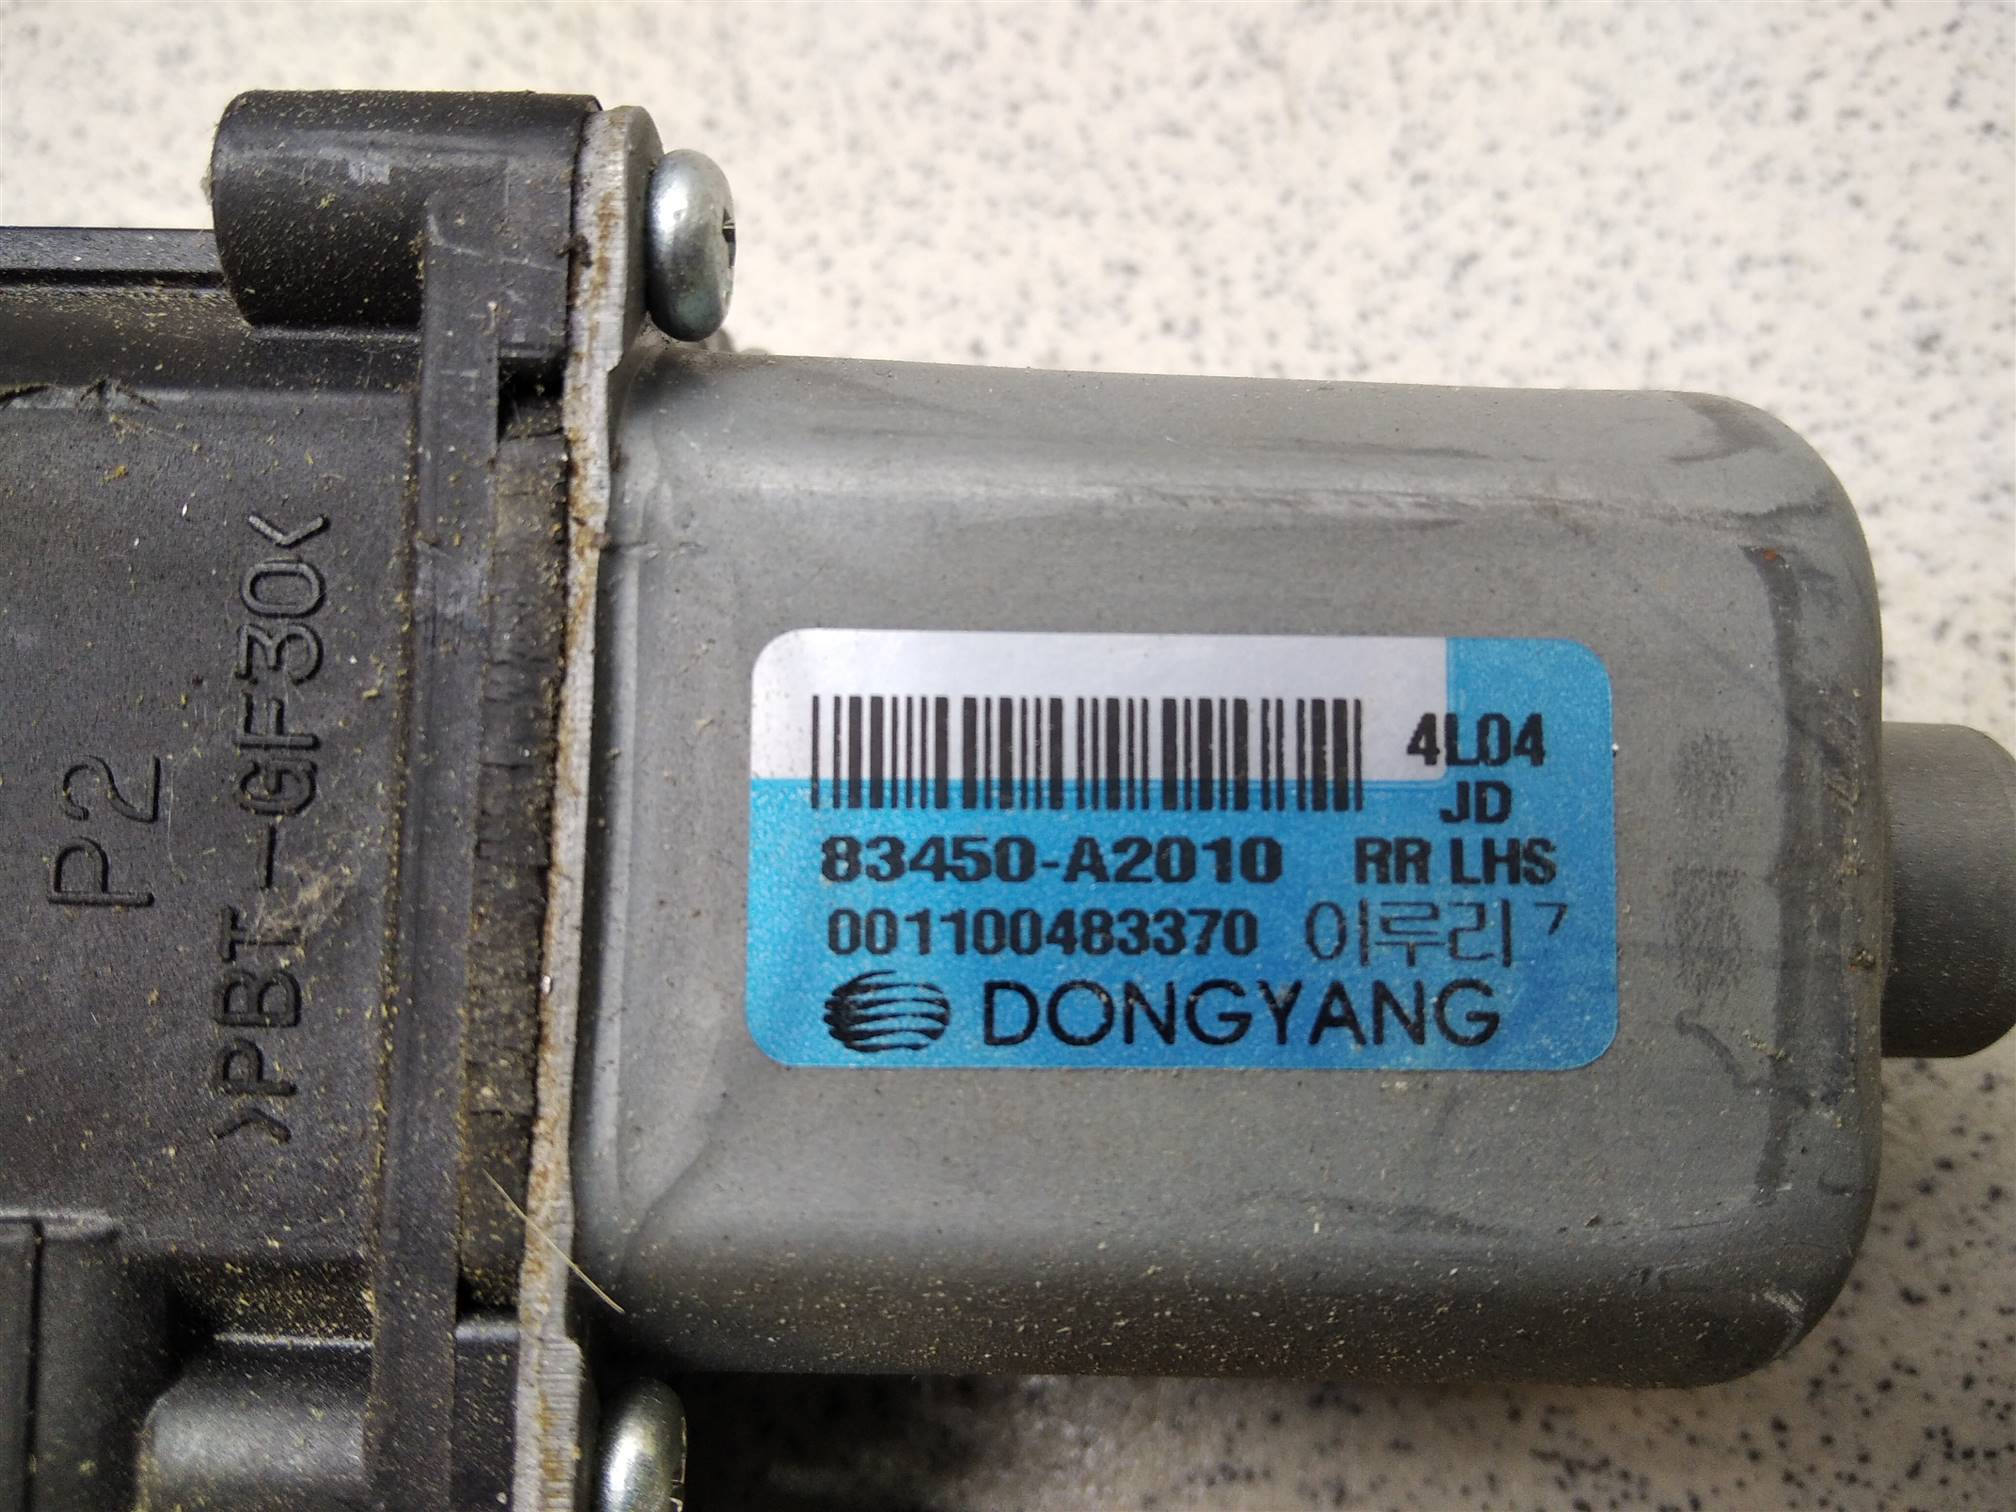 4L04
JD
83450-A2010 RR LHS
001100483370 이루리 7
DONGYANG
P2
>PBT-GF30<